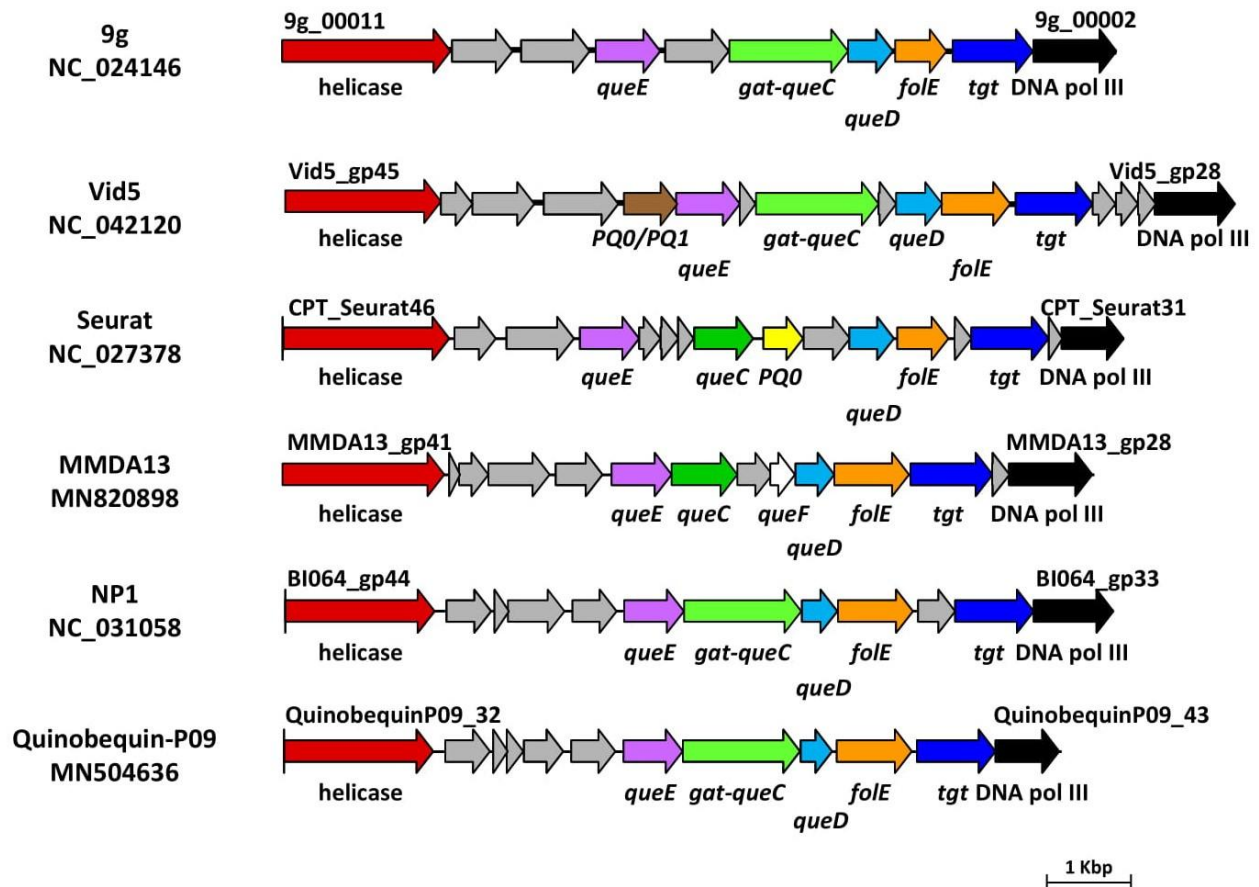 9g_00011 9g_00002
9g
NC_024146
helicase queE gat-queC folE tgt DNA pol III
queD
Vid5_gp45 Vid5_gp28
Vid5
NC_042120
helicase PQ0/PQ1 gat-queC queD tgt DNA pol III
queE folE
CPT_Seurat46 CPT_Seurat31
Seurat
NC_027378
helicase queE queC PQ0 folE tgt DNA pol III
queD
MMDA13_gp41 MMDA13_gp28
MMDA13
MN820898
helicase queE queC queF folE tgt DNA pol III
queD
BI064_gp44 BI064_gp33
NP1
NC_031058
helicase queE gat-queC folE tgt DNA pol III
queD
QuinobequinP09_32 QuinobequinP09_43
Quinobequin-P09
MN504636
helicase queE gat-queC folE tgt DNA pol III
queD
1 Kbp